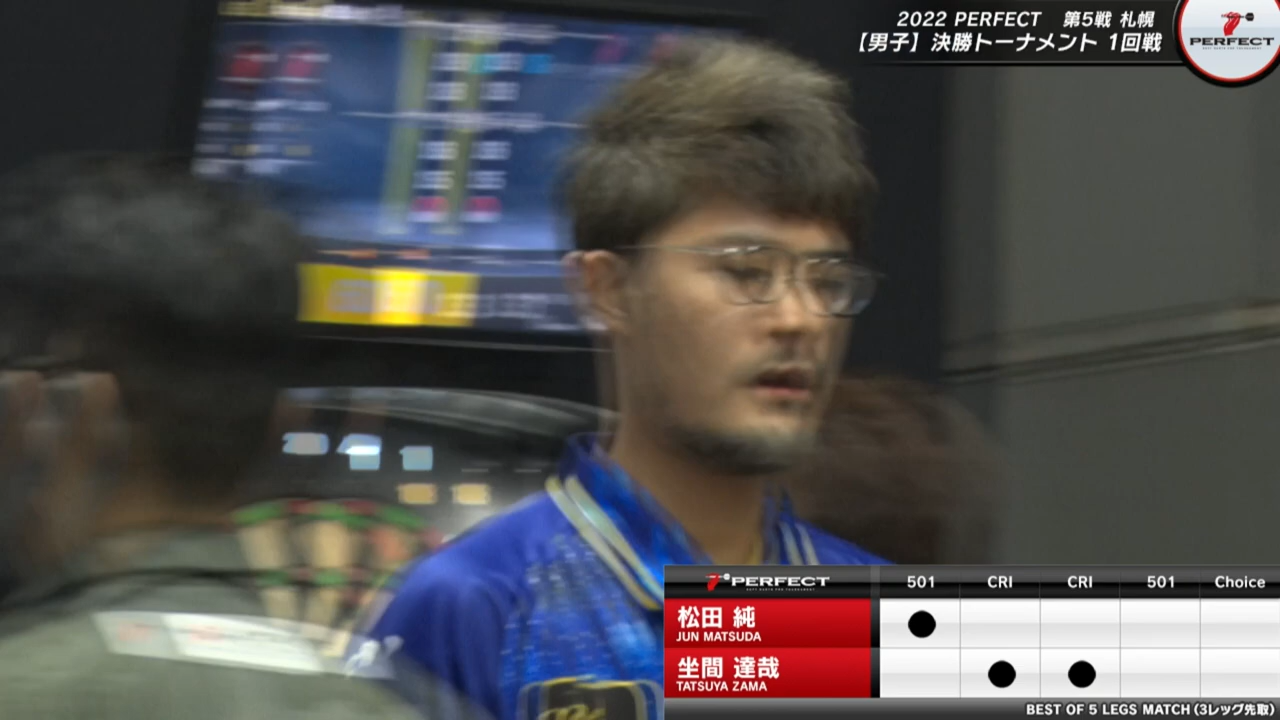 2022 PERFECT 第5戦 札幌
【男子】決勝トーナメント 1回戦
PERFECT
PERFECT 501 CRI CRI 501 Choice
松田 純
JUN MATSUDA
坐間 達哉
TATSUYA ZAMA
BEST OF 5 LEGS MATCH (3レッグ先取)